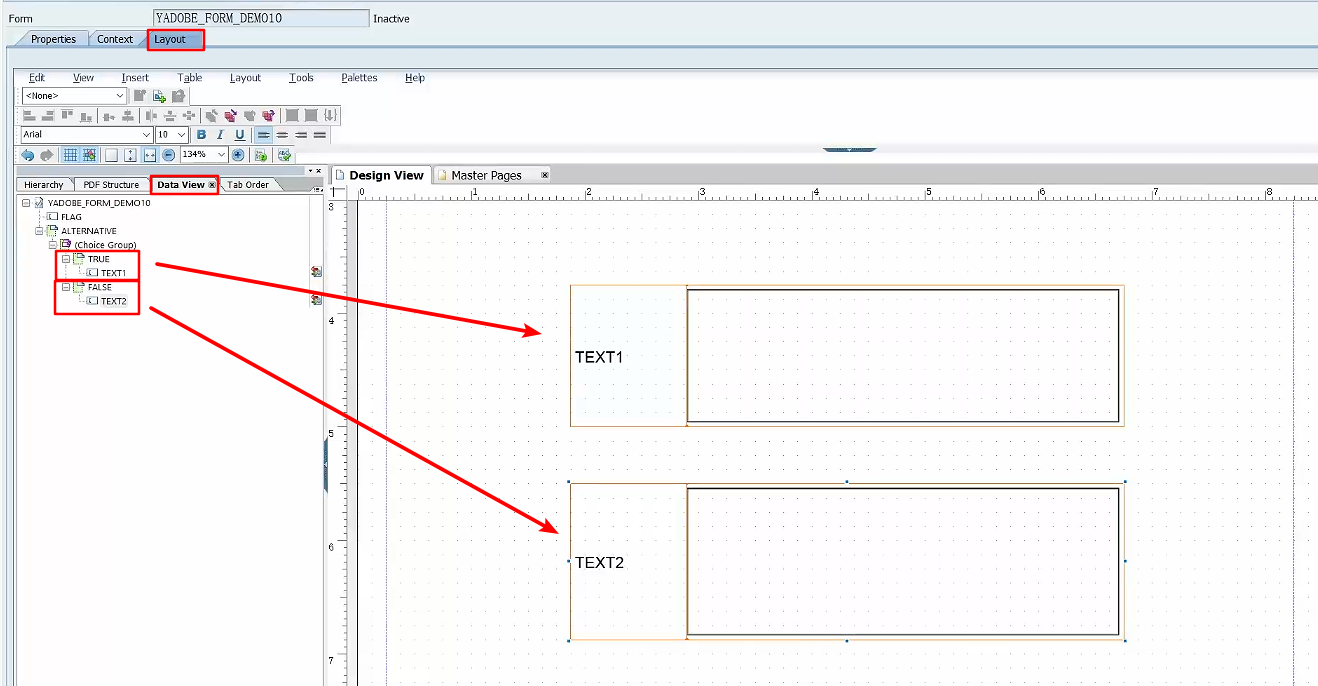 Form YADOBE_FORM_DEMO10 Inactive
Properties Context Layout
Edit View Insert Table Layout Tools Palettes Help
<None>
Arial 10 B I U
134%
Hierarchy PDF Structure Data View Tab Order
Design View Master Pages
0 1 2 3 4 5 6 7 8
YADOBE_FORM_DEMO10
FLAG
ALTERNATIVE
(Choice Group)
TRUE
TEXT1
FALSE
TEXT2
3
4
TEXT1
5
6
TEXT2
7